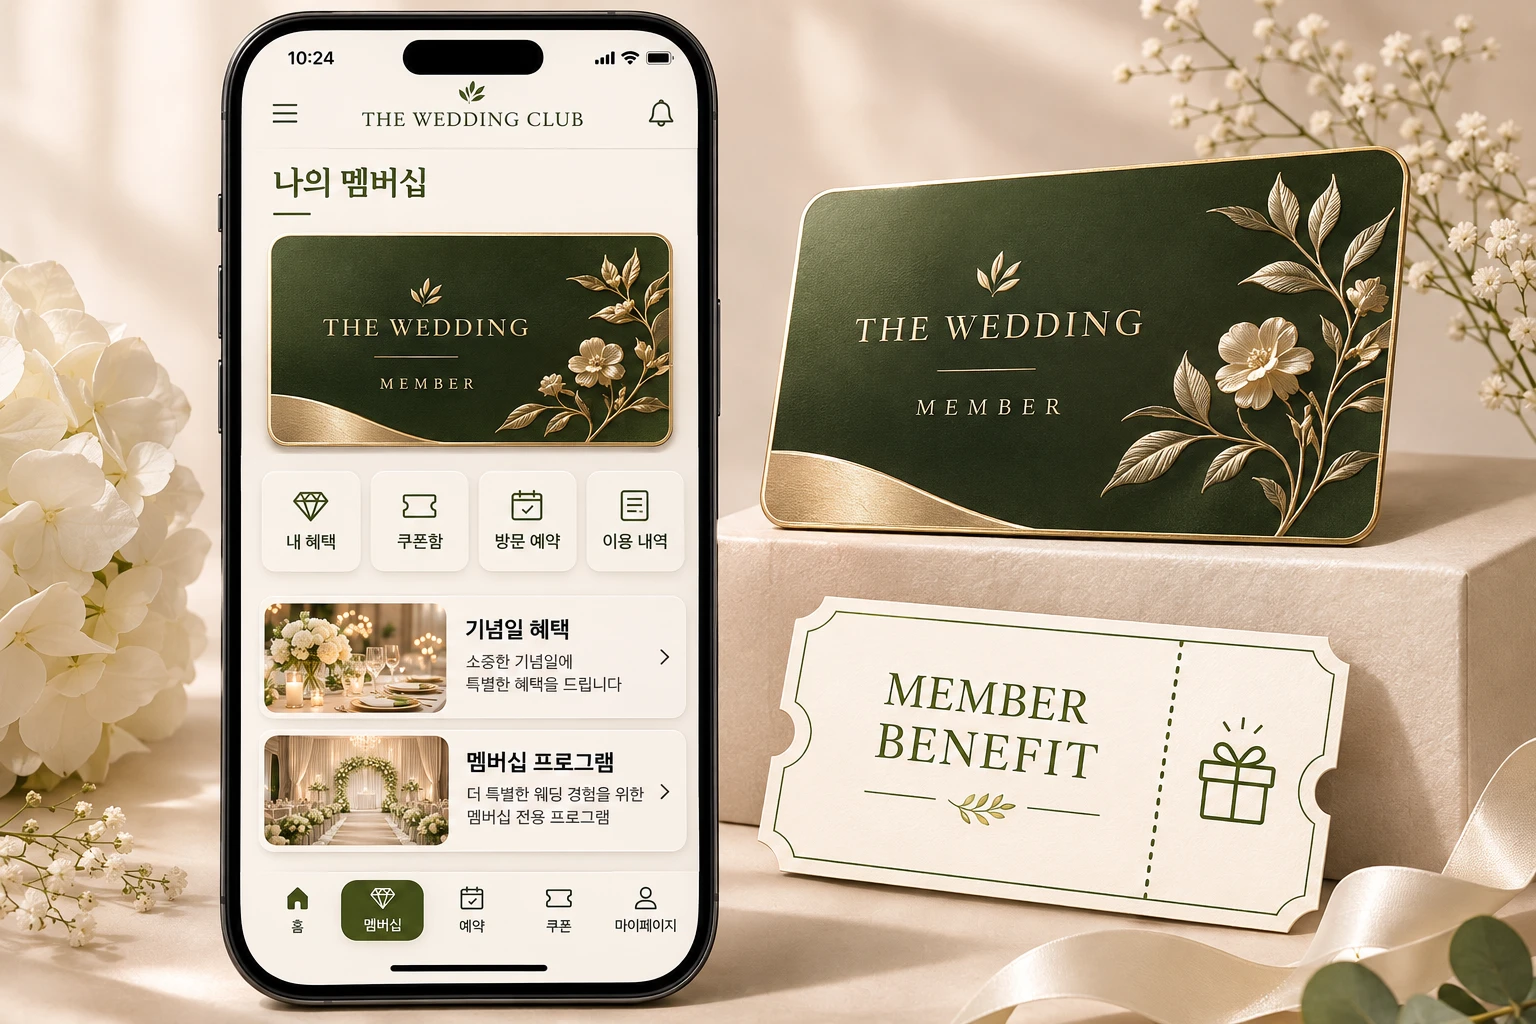 10:24
THE WEDDING CLUB
나의 멤버십
THE WEDDING
MEMBER
내 혜택
쿠폰함
방문 예약
이용 내역
기념일 혜택
소중한 기념일에
특별한 혜택을 드립니다
멤버십 프로그램
더 특별한 웨딩 경험을 위한
멤버십 전용 프로그램
홈
멤버십
예약
쿠폰
마이페이지
THE WEDDING
MEMBER
MEMBER
BENEFIT